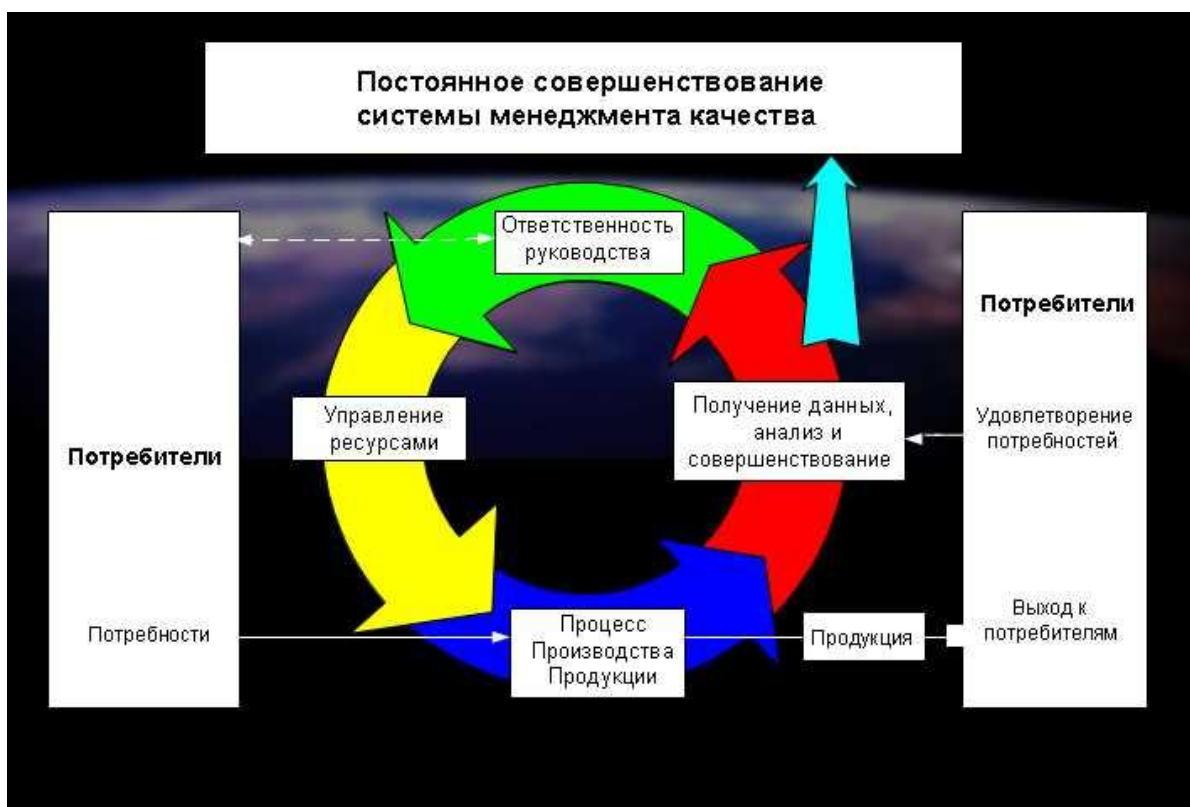 Постоянное совершенствование
системы менеджмента качества
Ответственность
руководства
Потребители
Управление
ресурсами
Получение данных,
анализ и
совершенствование
Удовлетворение
потребностей
Потребители
Потребности
Процесс
Производства
Продукции
Продукция
Выход к
потребителям